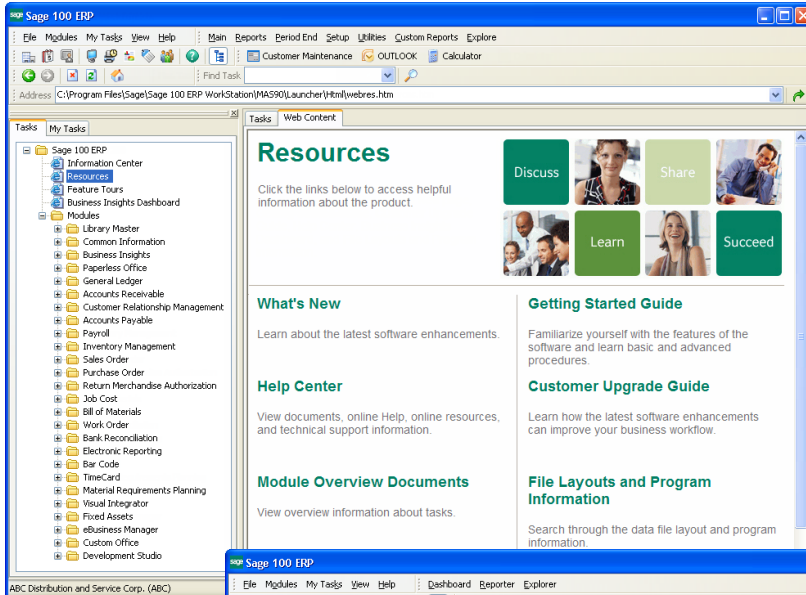 sage Sage 100 ERP
File Modules My Tasks View Help Main Reports Period End Setup Utilities Custom Reports Explore
Customer Maintenance OUTLOOK Calculator
Find Task
Address C:\Program Files\Sage\Sage 100 ERP WorkStation\MAS90\Launcher\Html\webres.htm
Tasks My Tasks
Sage 100 ERP
Information Center
Resources
Feature Tours
Business Insights Dashboard
Modules
Library Master
Common Information
Business Insights
Paperless Office
General Ledger
Accounts Receivable
Customer Relationship Management
Accounts Payable
Payroll
Inventory Management
Sales Order
Purchase Order
Return Merchandise Authorization
Job Cost
Bill of Materials
Work Order
Bank Reconciliation
Electronic Reporting
Bar Code
TimeCard
Material Requirements Planning
Visual Integrator
Fixed Assets
eBusiness Manager
Custom Office
Development Studio
ABC Distribution and Service Corp. (ABC)
Tasks Web Content
Resources
Click the links below to access helpful
information about the product.
Discuss Share
Learn Succeed
What's New
Learn about the latest software enhancements.
Getting Started Guide
Familiarize yourself with the features of the
software and learn basic and advanced
procedures.
Help Center
View documents, online Help, online resources,
and technical support information.
Customer Upgrade Guide
Learn how the latest software enhancements
can improve your business workflow.
Module Overview Documents
View overview information about tasks.
File Layouts and Program
Information
Search through the data file layout and program
information.
sage Sage 100 ERP
File Modules My Tasks View Help Dashboard Reporter Explorer